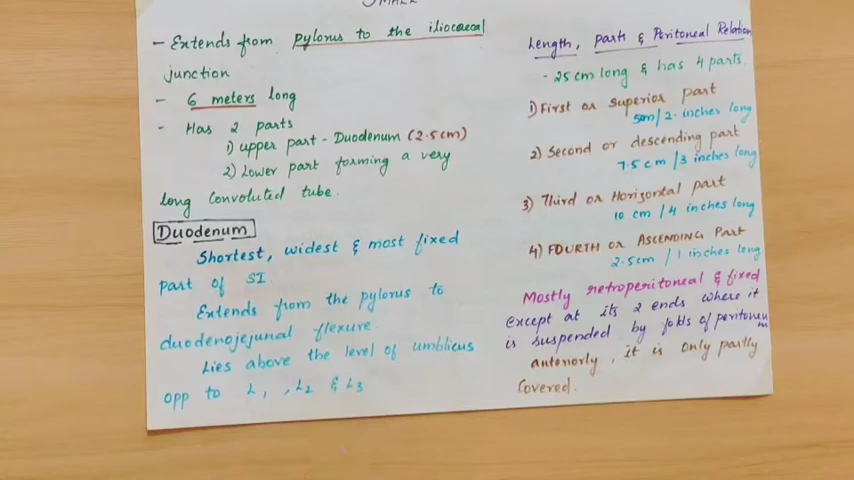 SMALL
- Extends from pylorus to the iliocaecal
junction
- 6 meters long
- Has 2 parts
1) upper part - Duodenum (2.5cm)
2) Lower part forming a very
long convoluted tube.
Duodenum
Shortest, widest & most fixed
part of SI.
Extends from the pylorus to
duodenojejunal flexure.
Lies above the level of umblicus
opp to L1, L2 & L3
Length, parts & Peritoneal Relation
- 25cm long & has 4 parts.
1) First or Superior part
5cm/2 inches long
2) Second or descending part
7.5 cm / 3 inches long
3) Third or Horizontal part
10 cm / 4 inches long
4) FOURTH or ASCENDING Part
2.5cm / 1 inches long
Mostly retroperitoneal & fixed
except at its 2 ends where it
is suspended by folds of peritoneum
anteriorly, it is only partly
Covered.